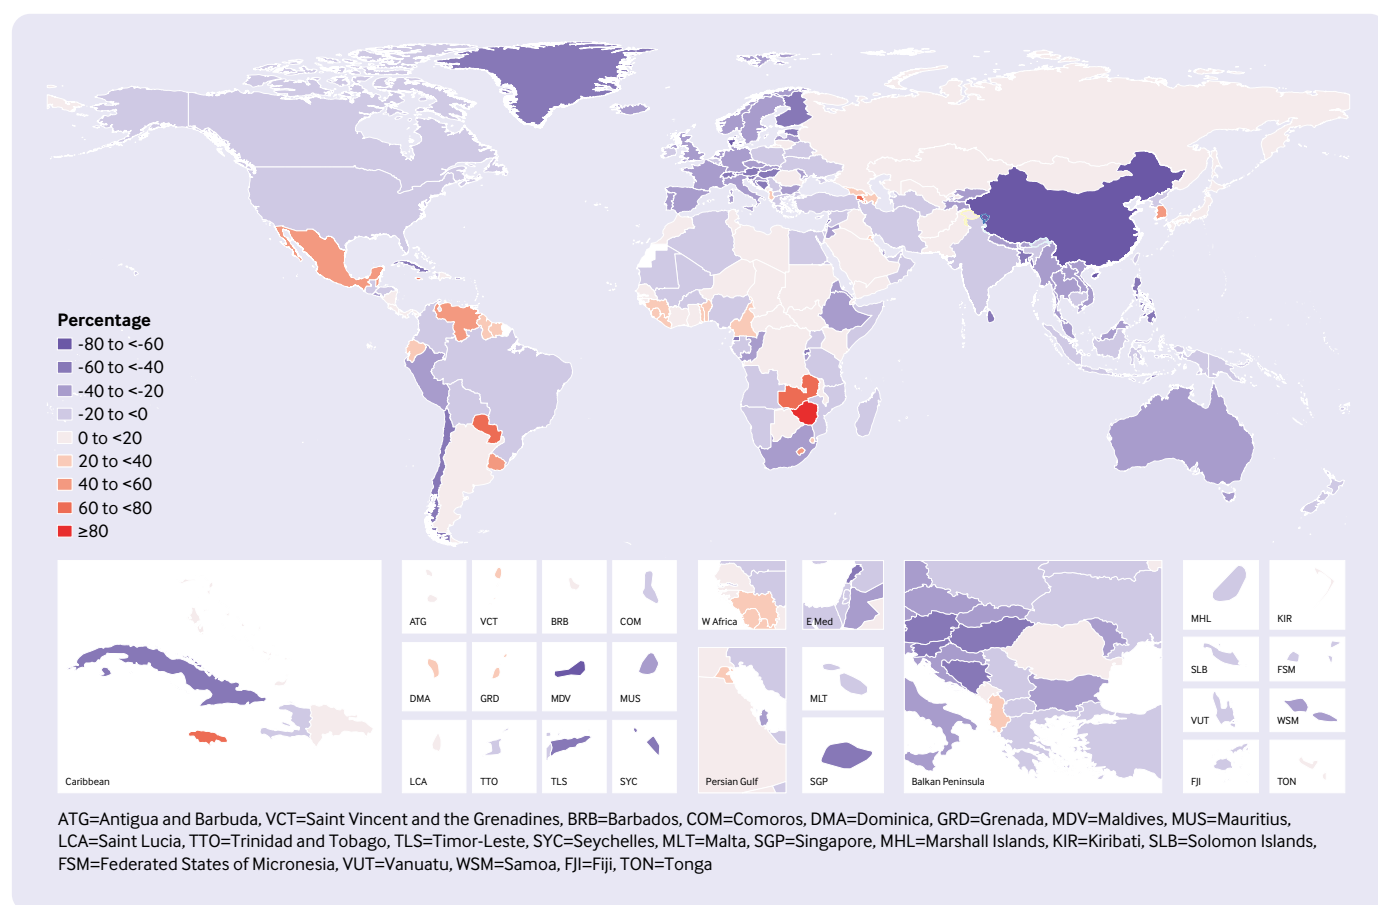 Percentage
-80 to <-60
-60 to <-40
-40 to <-20
-20 to <0
0 to <20
20 to <40
40 to <60
60 to <80
≥80
Caribbean
ATG
VCT
BRB
COM
DMA
GRD
MDV
MUS
LCA
TTO
TLS
SYC
W Africa
E Med
Persian Gulf
MLT
SGP
Balkan Peninsula
MHL
KIR
SLB
FSM
VUT
WSM
FJI
TON
ATG=Antigua and Barbuda, VCT=Saint Vincent and the Grenadines, BRB=Barbados, COM=Comoros, DMA=Dominica, GRD=Grenada, MDV=Maldives, MUS=Mauritius,
LCA=Saint Lucia, TTO=Trinidad and Tobago, TLS=Timor-Leste, SYC=Seychelles, MLT=Malta, SGP=Singapore, MHL=Marshall Islands, KIR=Kiribati, SLB=Solomon Islands,
FSM=Federated States of Micronesia, VUT=Vanuatu, WSM=Samoa, FJI=Fiji, TON=Tonga